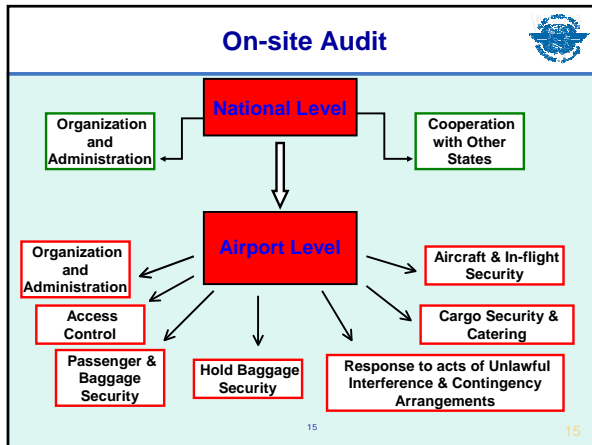 On-site Audit
National Level
Organization
and
Administration
Cooperation
with Other
States
Airport Level
Organization
and
Administration
Access
Control
Passenger &
Baggage
Security
Hold Baggage
Security
Response to acts of Unlawful
Interference & Contingency
Arrangements
Cargo Security &
Catering
Aircraft & In-flight
Security
15
15